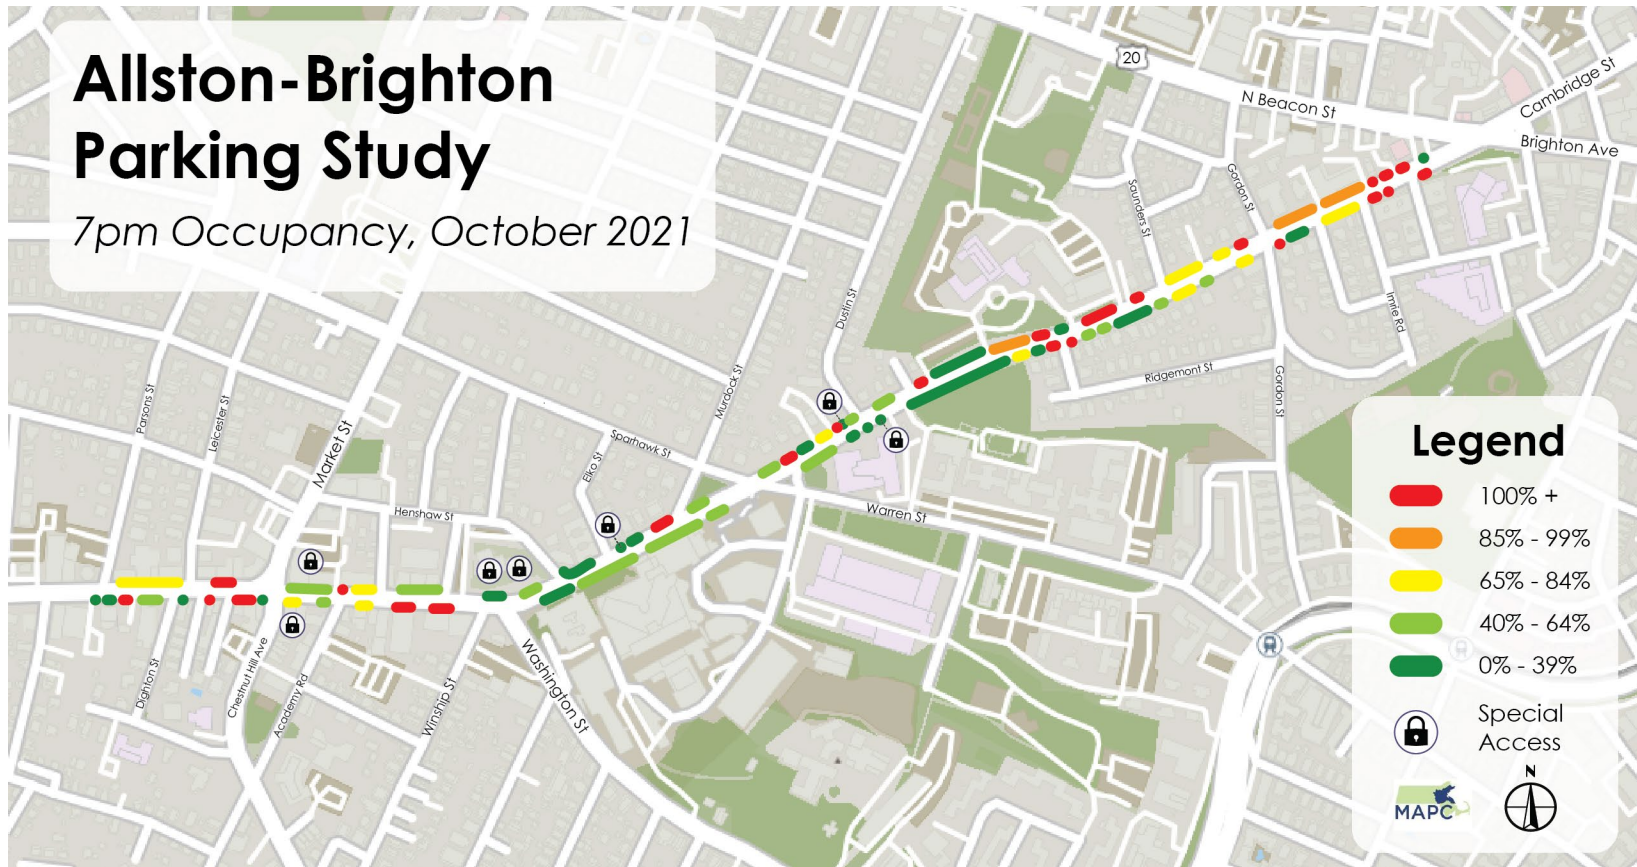 Allston-Brighton
Parking Study
7pm Occupancy, October 2021
20
N Beacon St
Cambridge St
Brighton Ave
Gordon St
Saunders St
Dustin St
Imrie Rd
Ridgemont St
Gordon St
Murdock St
Parsons St
Leicester St
Market St
Sparhawk St
Elko St
Henshaw St
Warren St
Dighton St
Chestnut Hill Ave
Academy Rd
Winship St
Washington St
Legend
100% +
85% - 99%
65% - 84%
40% - 64%
0% - 39%
Special
Access
MAPC
N